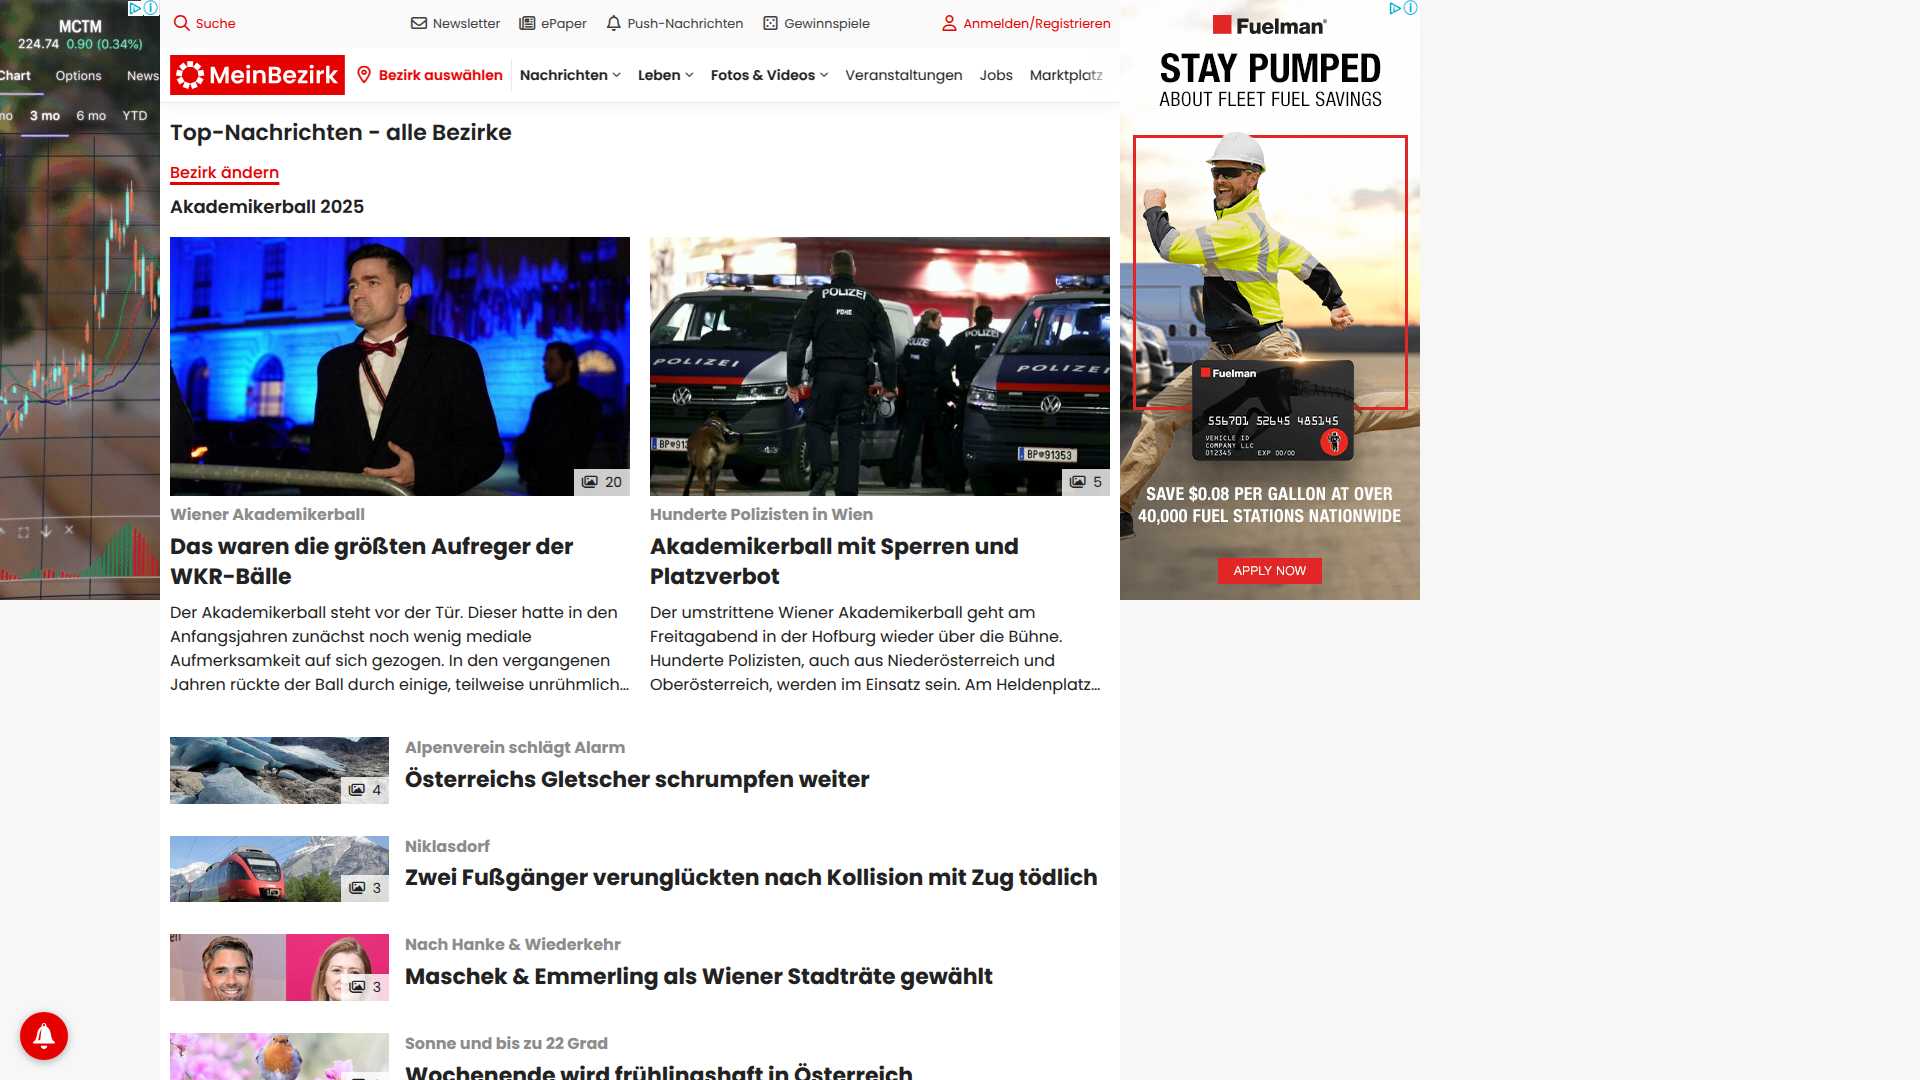 MCTM
224.74 0.90 (0.34%)
Chart Options News
mo 3 mo 6 mo YTD
Suche
Newsletter
ePaper
Push-Nachrichten
Gewinnspiele
Anmelden/Registrieren
MeinBezirk
Bezirk auswählen
Nachrichten
Leben
Fotos & Videos
Veranstaltungen
Jobs
Marktplatz
Top-Nachrichten - alle Bezirke
Bezirk ändern
Akademikerball 2025
20
Wiener Akademikerball
Das waren die größten Aufreger der
WKR-Bälle
Der Akademikerball steht vor der Tür. Dieser hatte in den
Anfangsjahren zunächst noch wenig mediale
Aufmerksamkeit auf sich gezogen. In den vergangenen
Jahren rückte der Ball durch einige, teilweise unrühmlich...
POLIZEI
PDHE
POLIZEI
POLIZEI
POLIZEI
POLIZEI
BP 91353
5
Hunderte Polizisten in Wien
Akademikerball mit Sperren und
Platzverbot
Der umstrittene Wiener Akademikerball geht am
Freitagabend in der Hofburg wieder über die Bühne.
Hunderte Polizisten, auch aus Niederösterreich und
Oberösterreich, werden im Einsatz sein. Am Heldenplatz...
4
Alpenverein schlägt Alarm
Österreichs Gletscher schrumpfen weiter
3
Niklasdorf
Zwei Fußgänger verunglückten nach Kollision mit Zug tödlich
3
Nach Hanke & Wiederkehr
Maschek & Emmerling als Wiener Stadträte gewählt
Sonne und bis zu 22 Grad
Wochenende wird frühlingshaft in Österreich
Fuelman
STAY PUMPED
ABOUT FLEET FUEL SAVINGS
Fuelman
556701 52645 485145
VEHICLE ID
COMPANY LLC
012345 EXP 00/00
SAVE $0.08 PER GALLON AT OVER
40,000 FUEL STATIONS NATIONWIDE
APPLY NOW